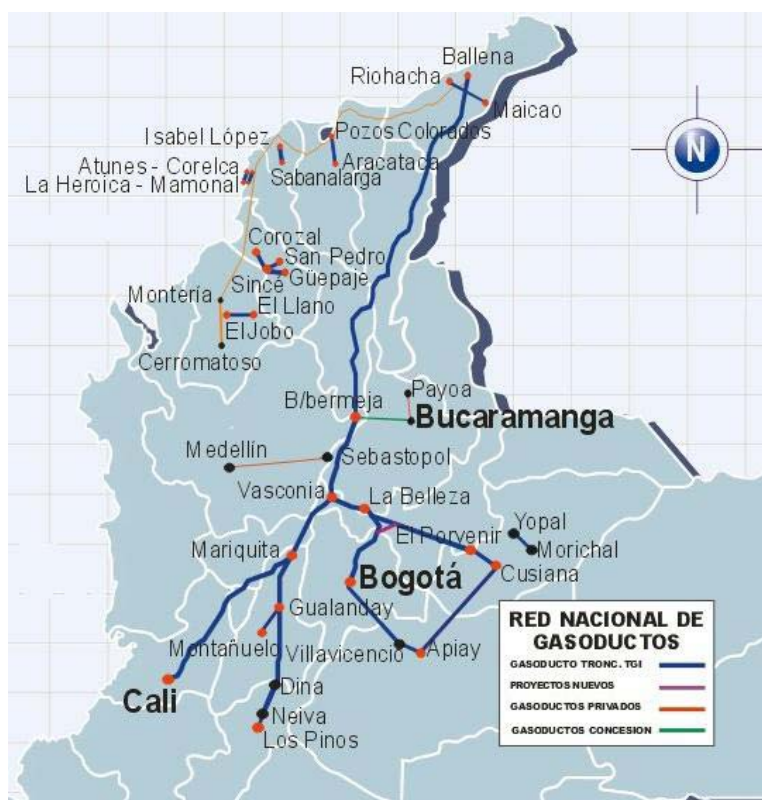 Ballena
Riohacha
Maicao
Isabel López
Pozos Colorados
Atunes - Corelca
Aracataca
La Heroica - Mamonal
Sabanalarga
N
Corozal
San Pedro
Güepaje
Sincé
Montería
El Llano
El Jobo
Cerromatoso
Payoa
B/bermeja
Bucaramanga
Medellín
Sebastopol
Vasconia
La Belleza
Yopal
El Porvenir
Morichal
Mariquita
Cusiana
Bogotá
Gualanday
Montañuelo
Villavicencio
Apiay
Dina
Cali
Neiva
Los Pinos
RED NACIONAL DE
GASODUCTOS
GASODUCTO TRONC. TGI
PROYECTOS NUEVOS
GASODUCTOS PRIVADOS
GASODUCTOS CONCESION